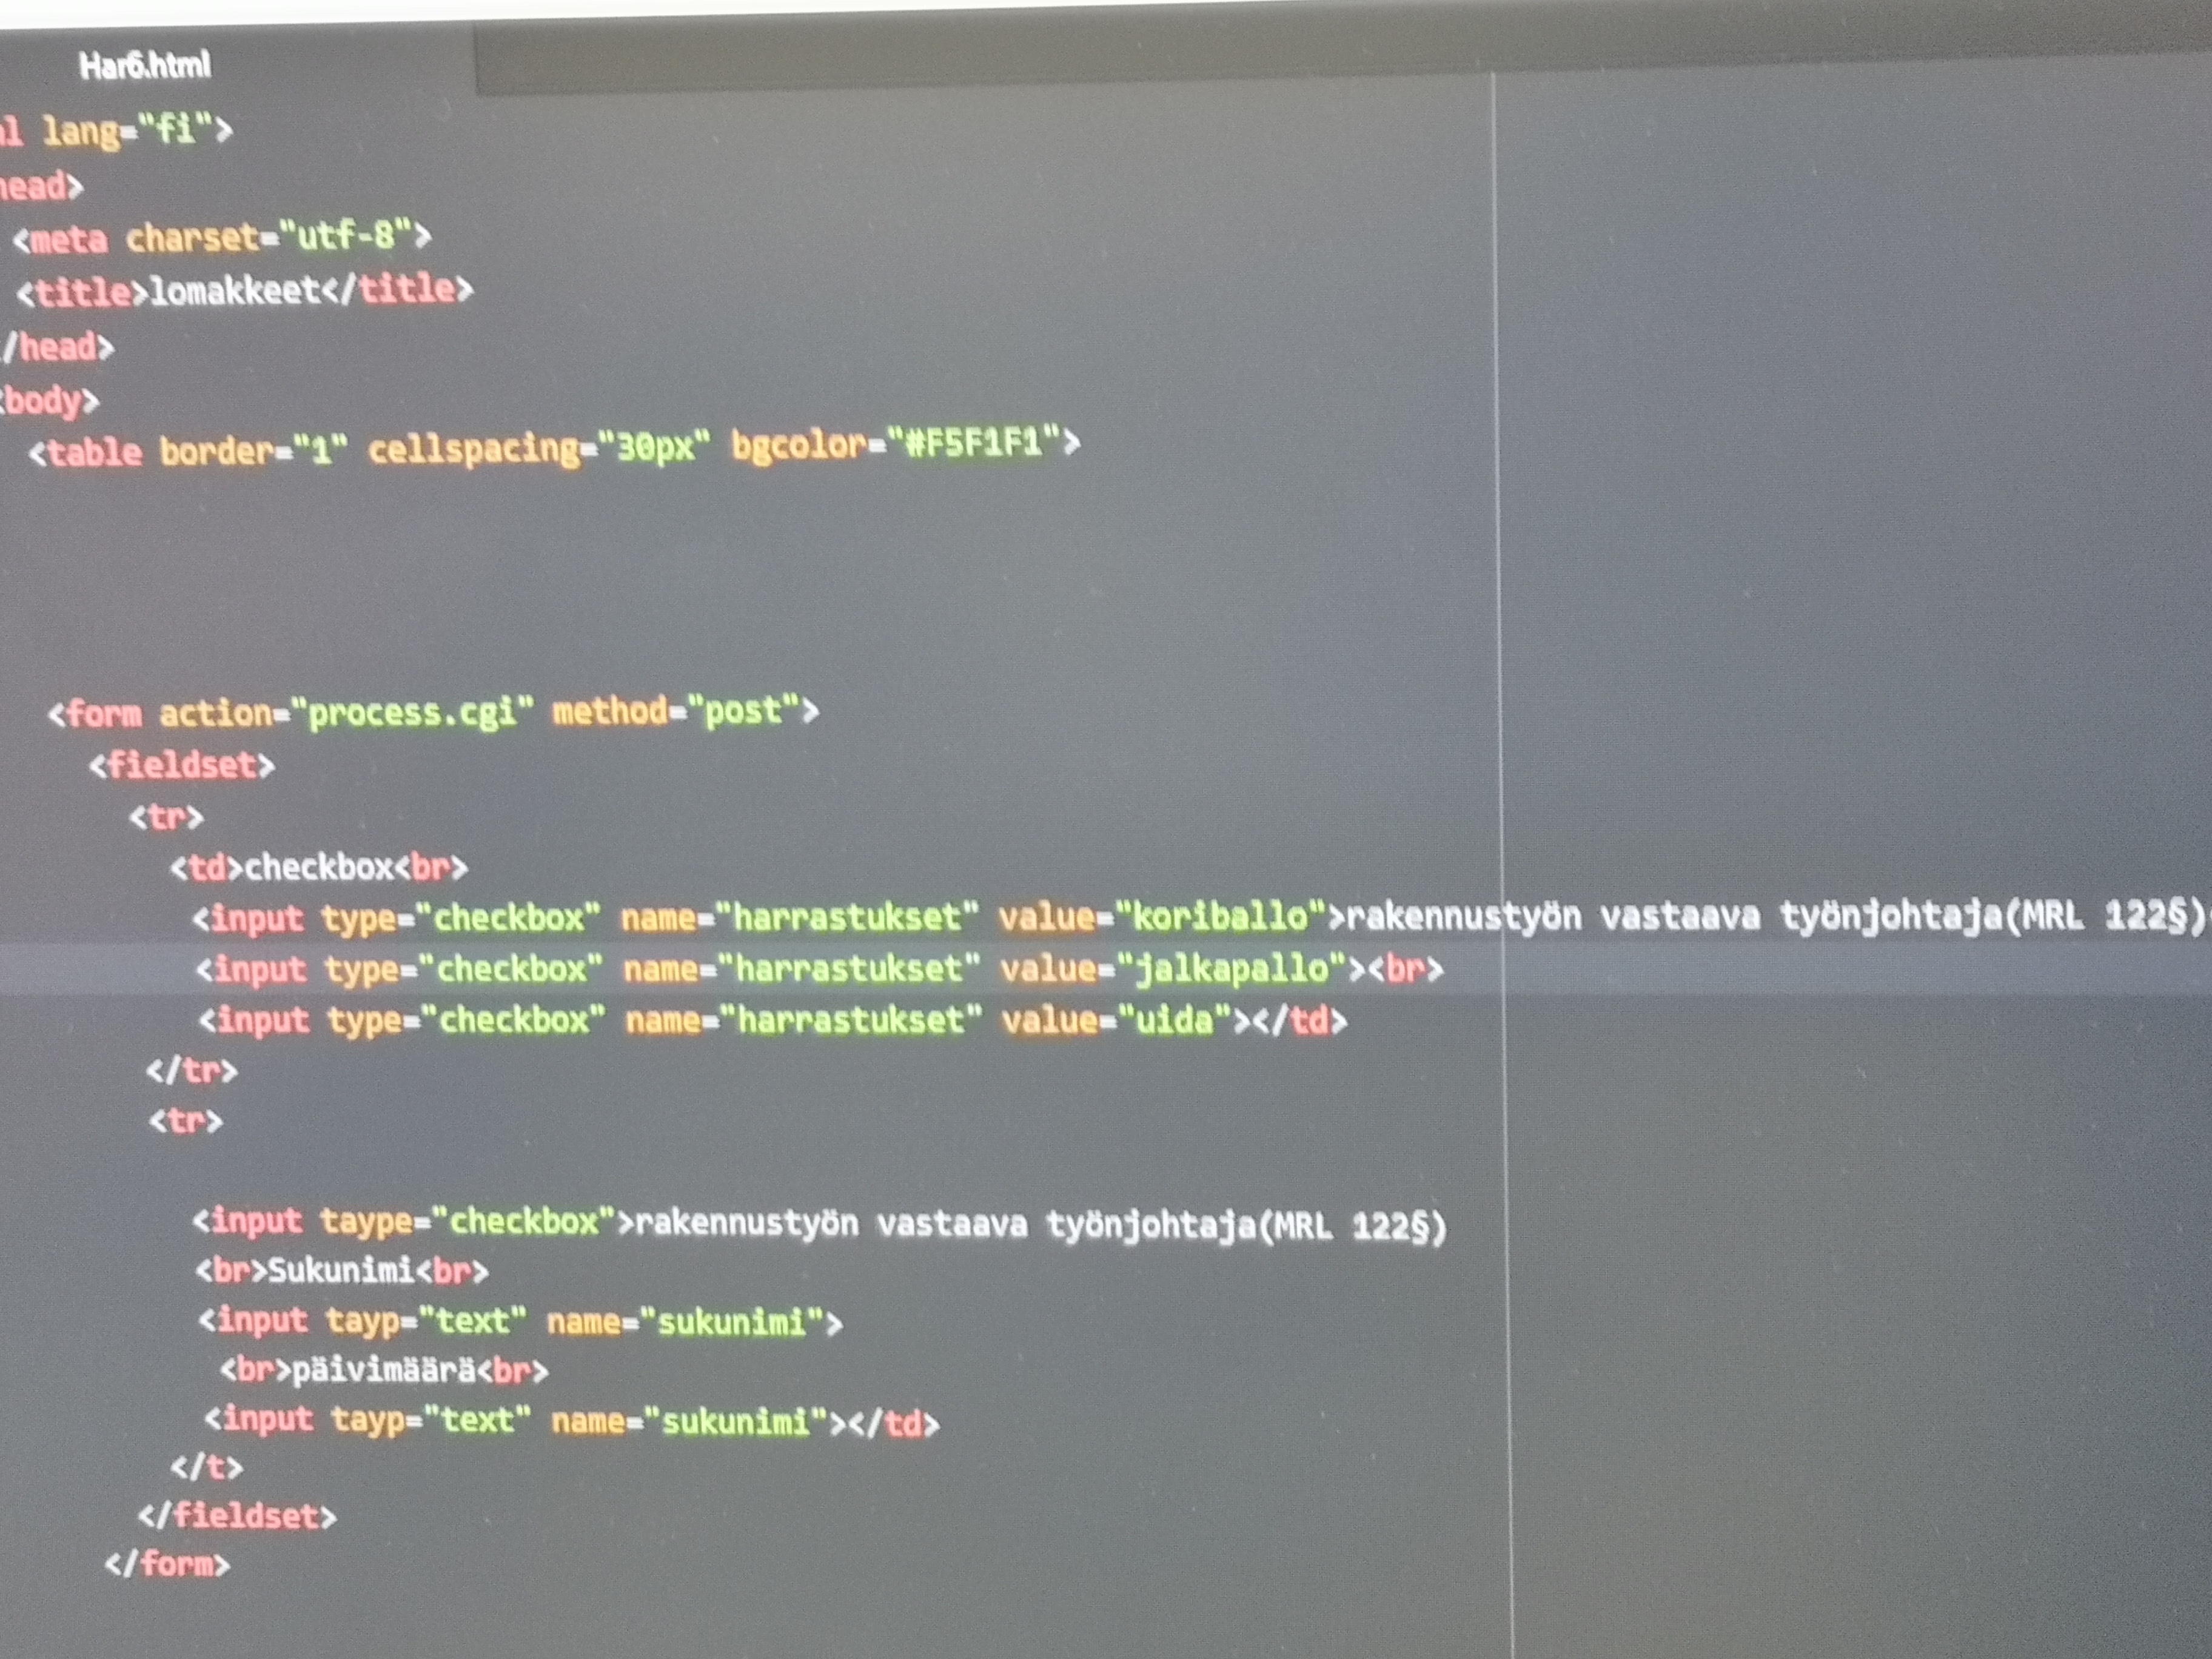 Har6.html
l lang="fi">
head>
<meta charset="utf-8">
<title>lomakkeet</title>
/head>
<body>
<table border="1" cellspacing="30px" bgcolor="#F5F1F1">
<form action="process.cgi" method="post">
<fieldset>
<tr>
<td>checkbox<br>
<input type="checkbox" name="harrastukset" value="koriballo">rakennustyön vastaava työnjohtaja(MRL 122§)
<input type="checkbox" name="harrastukset" value="jalkapallo"><br>
<input type="checkbox" name="harrastukset" value="uida"></td>
</tr>
<tr>
<input taype="checkbox">rakennustyön vastaava työnjohtaja(MRL 122§)
<br>Sukunimi<br>
<input tayp="text" name="sukunimi">
<br>päivimäärä<br>
<input tayp="text" name="sukunimi"></td>
</t>
</fieldset>
</form>